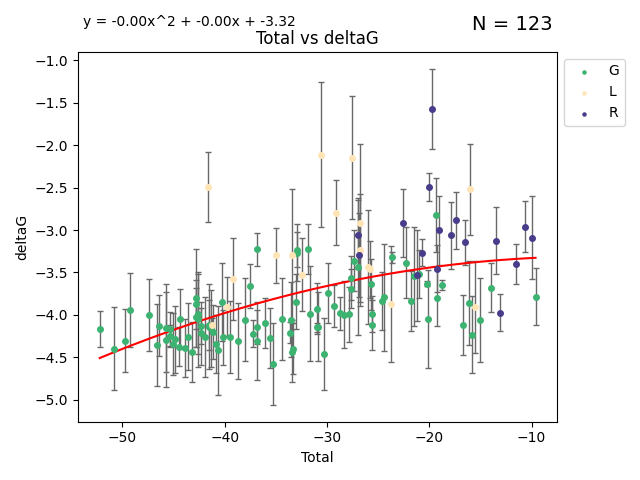 y = -0.00x^2 + -0.00x + -3.32
N = 123
Total vs deltaG
−1.0
−1.5
−2.0
−2.5
−3.0
−3.5
−4.0
−4.5
−5.0
deltaG
−50 −40 −30 −20 −10
Total
G
L
R